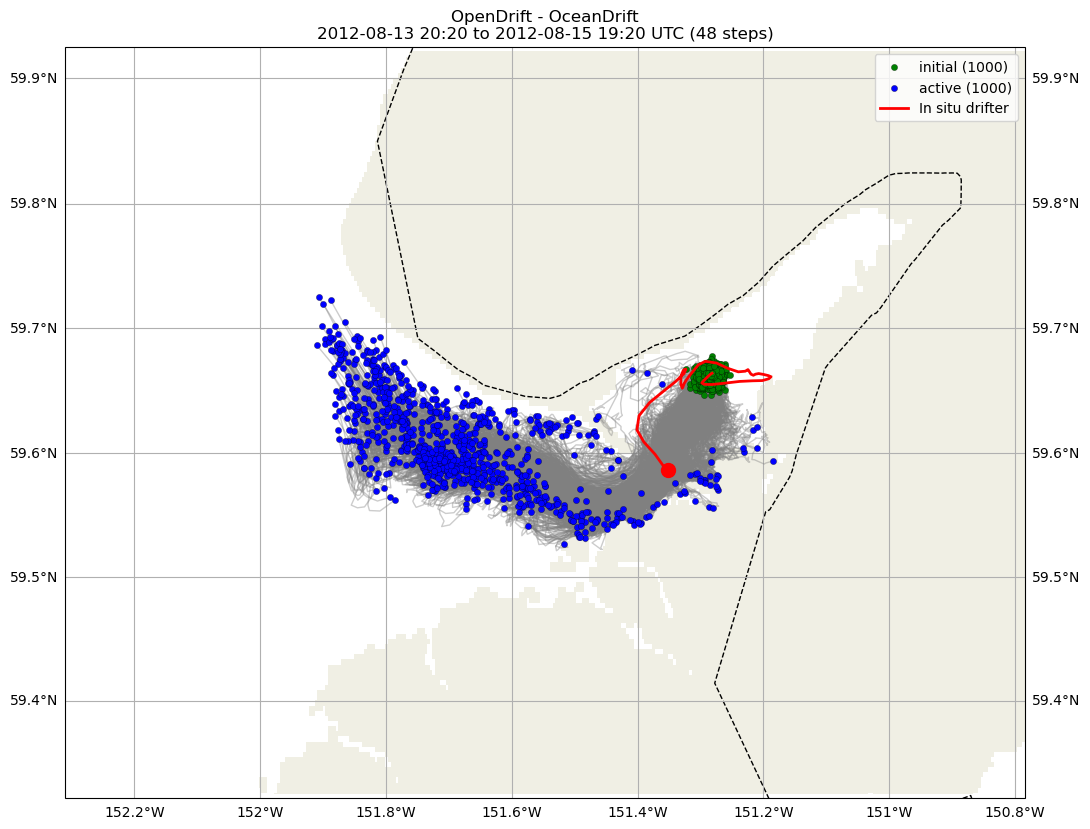 OpenDrift - OceanDrift
2012-08-13 20:20 to 2012-08-15 19:20 UTC (48 steps)
initial (1000)
active (1000)
In situ drifter
59.9°N
59.9°N
59.8°N
59.8°N
59.7°N
59.7°N
59.6°N
59.6°N
59.5°N
59.5°N
59.4°N
59.4°N
152.2°W
152°W
151.8°W
151.6°W
151.4°W
151.2°W
151°W
150.8°W